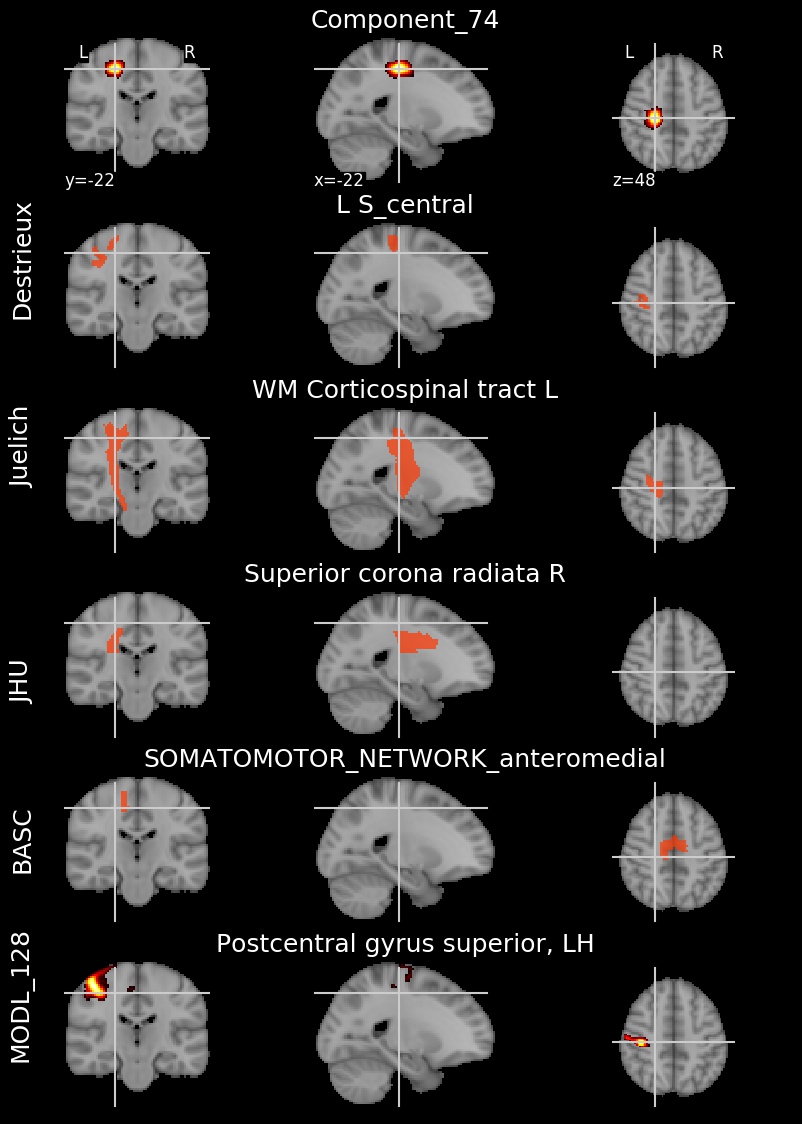 Component_74
L R
L R
y=-22
x=-22
z=48
L S_central
Destrieux
WM Corticospinal tract L
Juelich
Superior corona radiata R
JHU
SOMATOMOTOR_NETWORK_anteromedial
BASC
Postcentral gyrus superior, LH
MODL_128